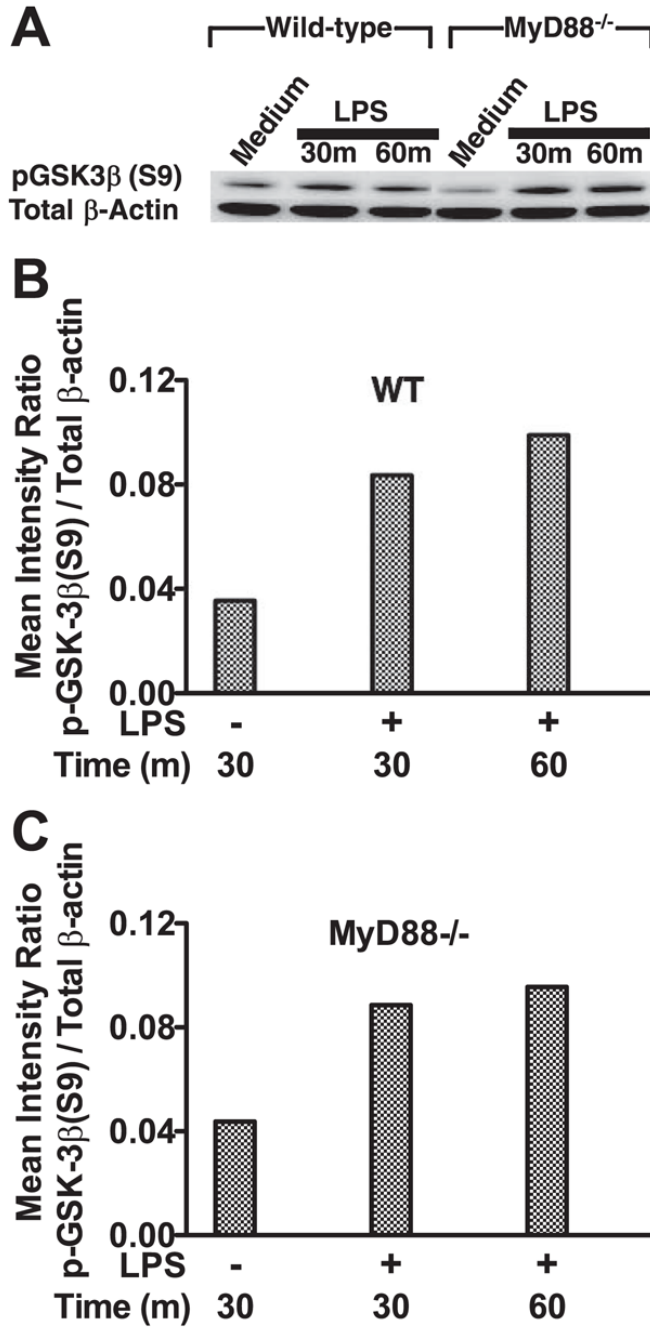 A
Wild-type MyD88-/-
Medium LPS Medium LPS
30m 60m 30m 60m
pGSK3β (S9)
Total β-Actin
B
Mean Intensity Ratio
p-GSK-3β(S9) / Total β-actin
WT
0.12
0.08
0.04
0.00
LPS - + +
Time (m) 30 30 60
C
Mean Intensity Ratio
p-GSK-3β(S9) / Total β-actin
MyD88-/-
0.12
0.08
0.04
0.00
LPS - + +
Time (m) 30 30 60